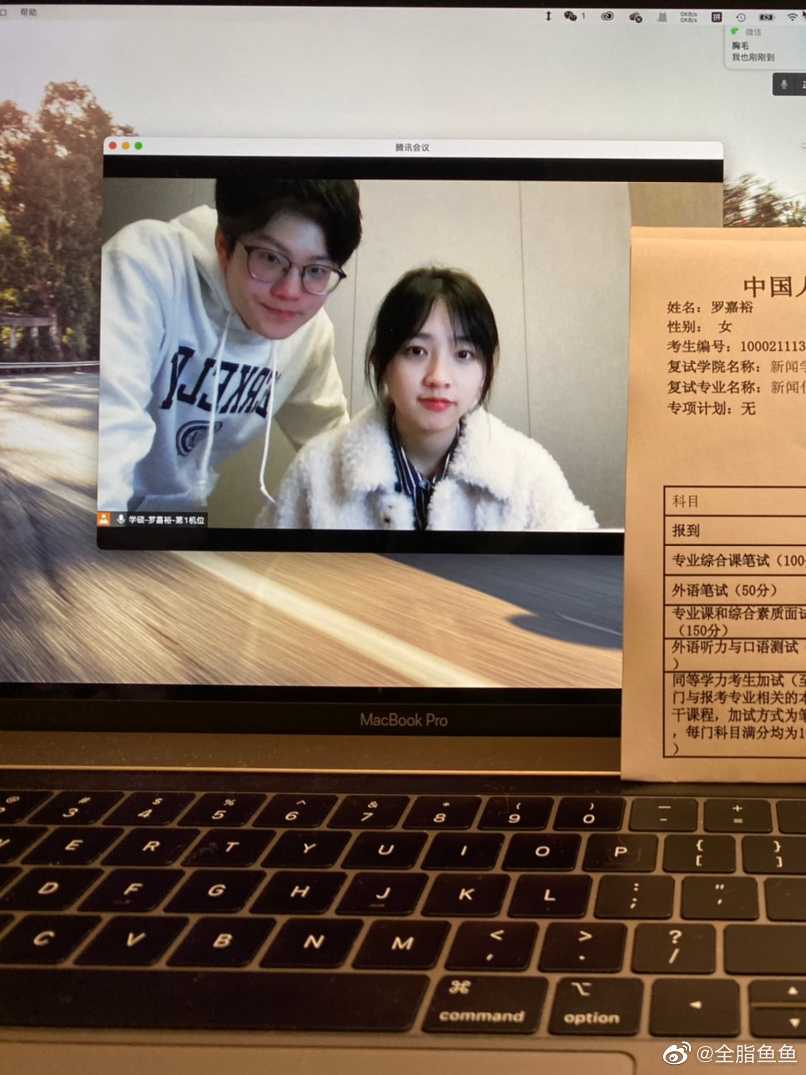 帮助
1
0KB/s
0KB/s
拼
微信
胸毛
我也刚刚到
腾讯会议
BERKELEY
学硕-罗嘉裕-第1机位
中国人
姓名：罗嘉裕
性别： 女
考生编号：100021113
复试学院名称：新闻学
复试专业名称：新闻传
专项计划：无
科目
报到
专业综合课笔试（100
外语笔试（50分）
专业课和综合素质面试
（150分）
外语听力与口语测试（
）
同等学力考生加试（至
门与报考专业相关的本
干课程，加试方式为笔
，每门科目满分均为1
）
MacBook Pro
@ # $ % ^ & * ( ) — +
3 4 5 6 7 8 9 0 - =
E R T Y U I O P { [ } ]
D F G H J K L : ; " '
C V B N M < , > . ? /
⌘ ⌥
command option
@全脂鱼鱼